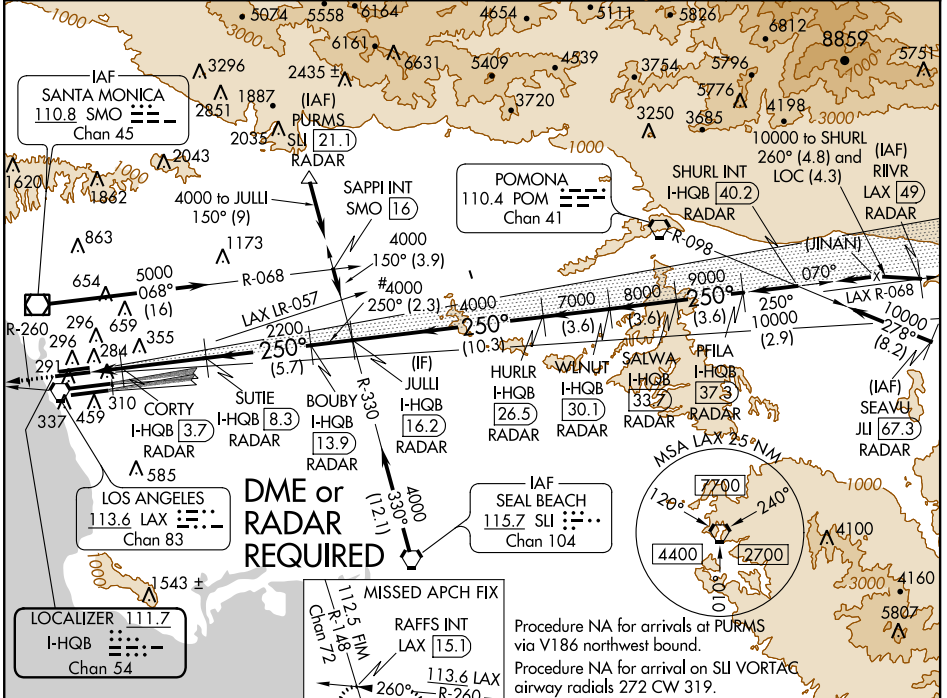 5074
5558
6164
4654
5111
5826
6812
8859
5751
6161
6631
5409
4539
3754
5796
5776
3296
2435 ±
2851
1887
2035
3720
3250
3685
4198
3000
1000
1000
IAF
SANTA MONICA
110.8 SMO
Chan 45
(IAF)
PURMS
SLI 21.1
RADAR
10000 to SHURL
260° (4.8) and
LOC (4.3)
(IAF)
RIIVR
LAX 49
RADAR
1620
1882
2043
4000 to JULLI
150° (9)
SAPPI INT
SMO 16
POMONA
110.4 POM
Chan 41
SHURL INT
I-HQB 40.2
RADAR
863
1173
4000
150° (3.9)
R-098
(JINAN)
654
5000
068°
(16)
R-068
#4000
250° (2.3)
LAX LR-057
4000
250°
(10.3)
7000
(3.6)
8000
(3.6)
9000
250°
(3.6)
070°
250°
10000
(2.9)
LAX R-068
10000
278°
(8.2)
R-260
659
296
296
355
284
291
2200
250°
(5.7)
337
459
310
585
CORTY
I-HQB 3.7
RADAR
SUTIE
I-HQB 8.3
RADAR
BOUBY
I-HQB
13.9
RADAR
(IF)
JULLI
I-HQB
16.2
RADAR
HURLR
I-HQB
26.5
RADAR
WLNUT
I-HQB
30.1
RADAR
SALWA
I-HQB
33.7
RADAR
PFILA
I-HQB
37.3
RADAR
(IAF)
SEAVU
JLI 67.3
RADAR
R-330
4000
330°
(12.1)
LOS ANGELES
113.6 LAX
Chan 83
DME or
RADAR
REQUIRED
IAF
SEAL BEACH
115.7 SLI
Chan 104
MSA LAX 25 NM
7700
120°
240°
4400
2700
010°
1000
4100
3000
4160
5807
1000
1543 ±
LOCALIZER 111.7
I-HQB
Chan 54
MISSED APCH FIX
112.5 FIM
R-148
Chan 72
RAFFS INT
LAX 15.1
113.6 LAX
260°
R-260
Procedure NA for arrivals at PURMS
via V186 northwest bound.
Procedure NA for arrival on SLI VORTAC
airway radials 272 CW 319.